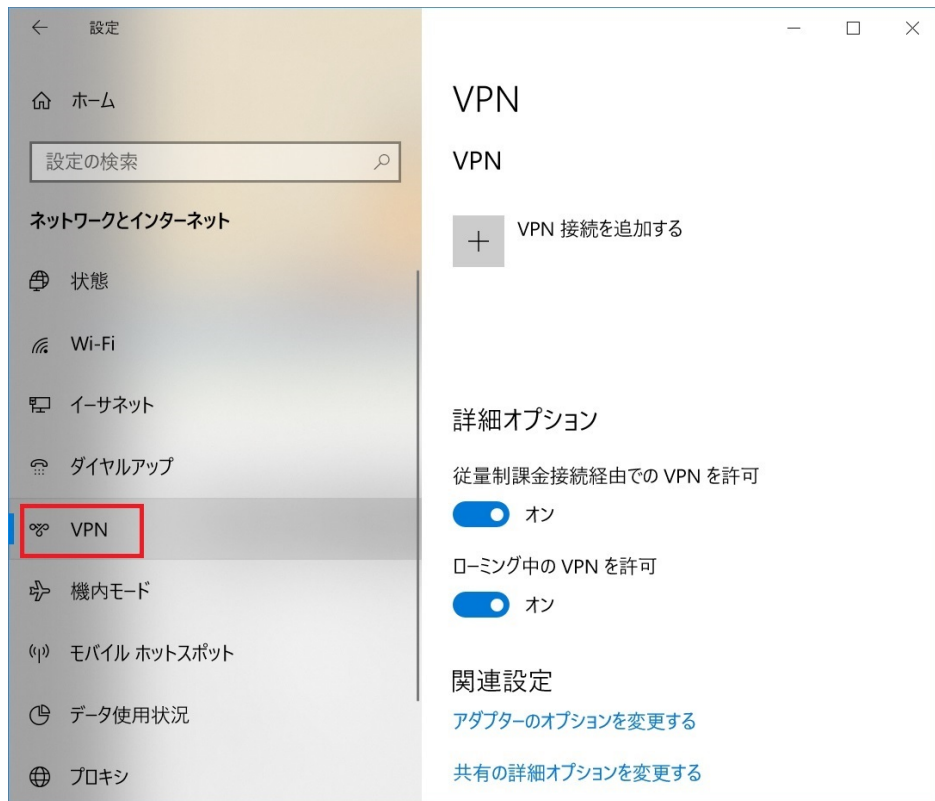 設定
ホーム
設定の検索
ネットワークとインターネット
状態
Wi-Fi
イーサネット
ダイヤルアップ
VPN
機内モード
モバイル ホットスポット
データ使用状況
プロキシ
VPN
VPN
VPN 接続を追加する
詳細オプション
従量制課金接続経由での VPN を許可
オン
ローミング中の VPN を許可
オン
関連設定
アダプターのオプションを変更する
共有の詳細オプションを変更する